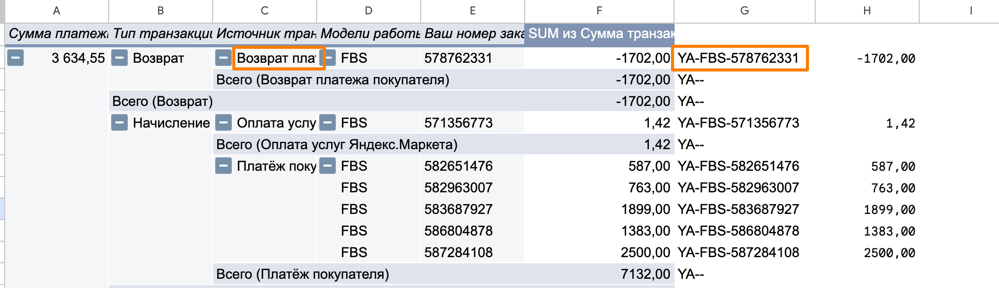 A B C D E F G H I
Сумма платеж Тип транзакци Источник тран Модели работь Ваш номер зака SUM из Сумма транзак
3 634,55 Возврат Возврат плат FBS 578762331 -1702,00 YA-FBS-578762331 -1702,00
Всего (Возврат платежа покупателя) -1702,00 YA--
Всего (Возврат) -1702,00 YA--
Начисление Оплата услу FBS 571356773 1,42 YA-FBS-571356773 1,42
Всего (Оплата услуг Яндекс.Маркета) 1,42 YA--
Платёж поку FBS 582651476 587,00 YA-FBS-582651476 587,00
FBS 582963007 763,00 YA-FBS-582963007 763,00
FBS 583687927 1899,00 YA-FBS-583687927 1899,00
FBS 586804878 1383,00 YA-FBS-586804878 1383,00
FBS 587284108 2500,00 YA-FBS-587284108 2500,00
Всего (Платёж покупателя) 7132,00 YA--